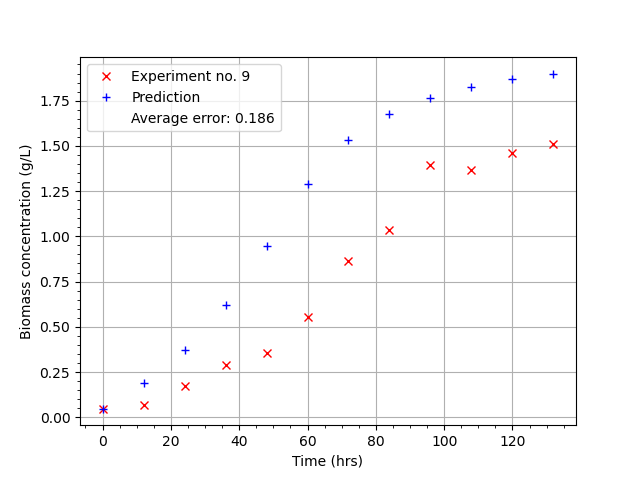 Experiment no. 9
Prediction
Average error: 0.186
Biomass concentration (g/L)
1.75
1.50
1.25
1.00
0.75
0.50
0.25
0.00
0 20 40 60 80 100 120
Time (hrs)